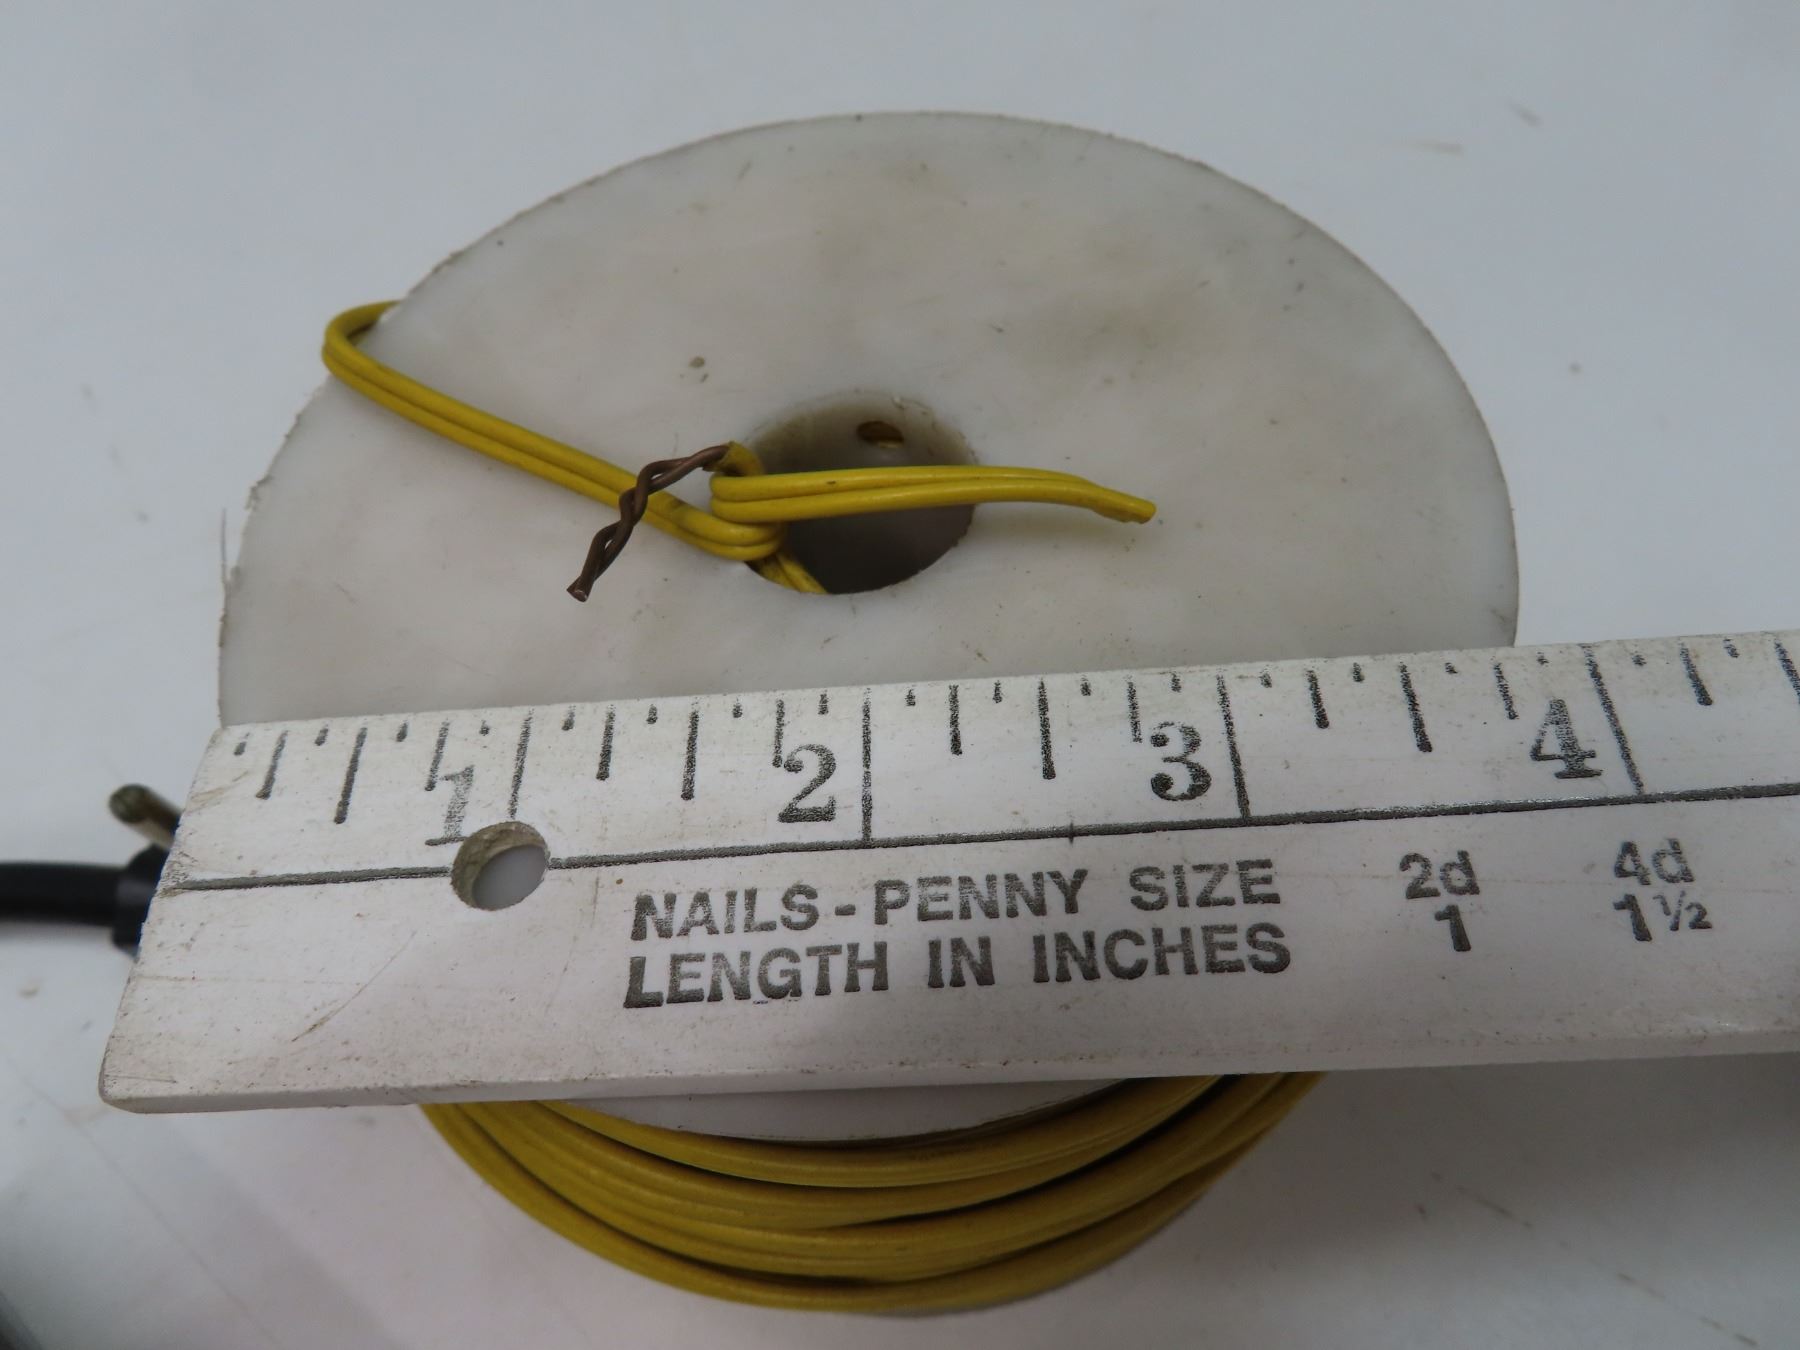 1 2 3 4
NAILS - PENNY SIZE 2d 4d
LENGTH IN INCHES 1 1½